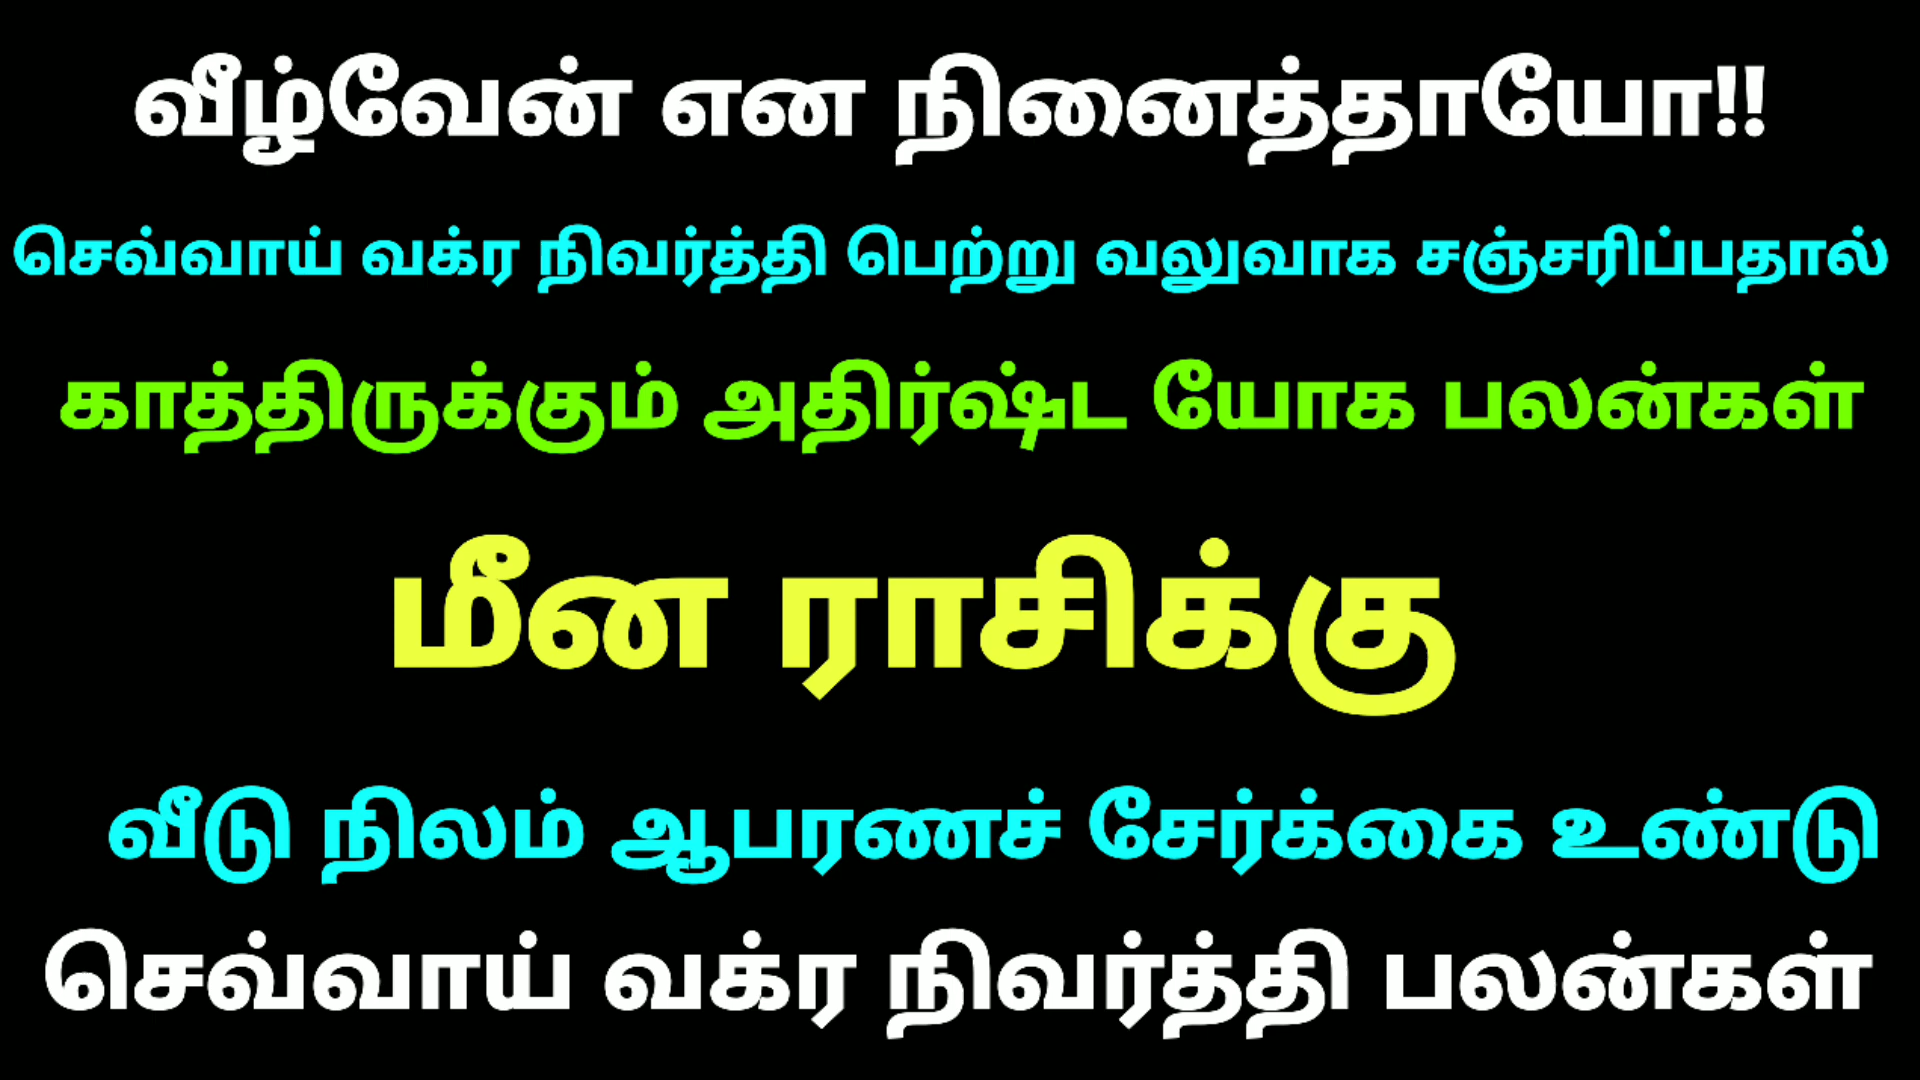 வீழ்வேன் என நினைத்தாயோ!!
செவ்வாய் வக்ர நிவர்த்தி பெற்று வலுவாக சஞ்சரிப்பதால்
காத்திருக்கும் அதிர்ஷ்ட யோக பலன்கள்
மீன ராசிக்கு
வீடு நிலம் ஆபரணச் சேர்க்கை உண்டு
செவ்வாய் வக்ர நிவர்த்தி பலன்கள்